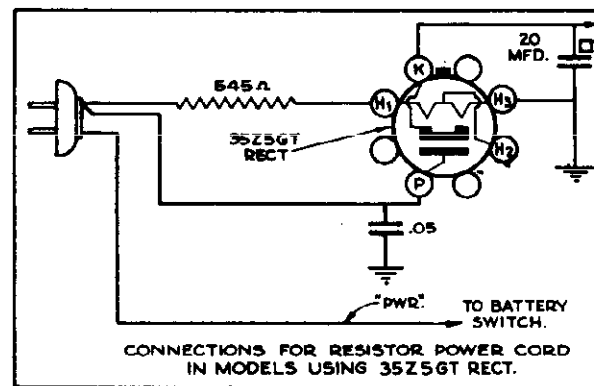 20
MFD.
545Ω
K
H1
H3
35Z5GT
RECT
H2
P
.05
"PWR".
TO BATTERY
SWITCH.
CONNECTIONS FOR RESISTOR POWER CORD
IN MODELS USING 35Z5GT RECT.